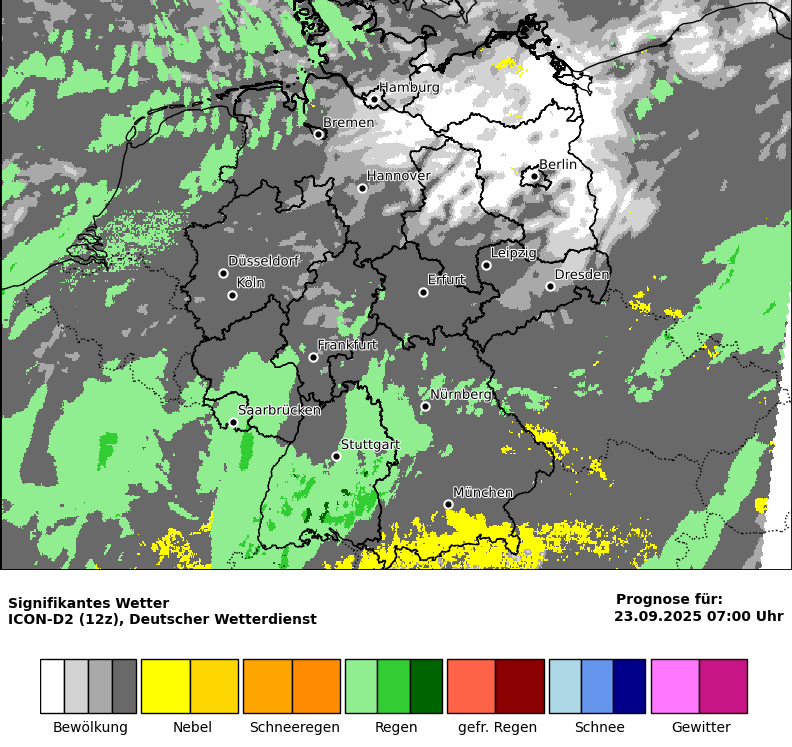 Hamburg
Bremen
Berlin
Hannover
Leipzig
Düsseldorf
Dresden
Köln
Erfurt
Frankfurt
Nürnberg
Saarbrücken
Stuttgart
München
Signifikantes Wetter
ICON-D2 (12z), Deutscher Wetterdienst
Prognose für:
23.09.2025 07:00 Uhr
Bewölkung Nebel Schneeregen Regen gefr. Regen Schnee Gewitter